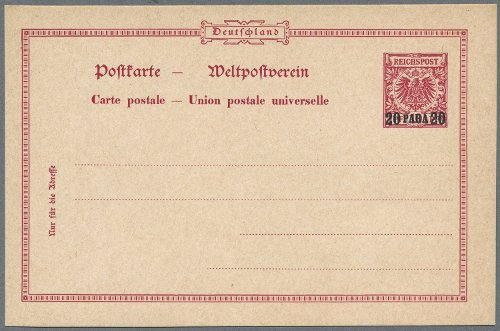 Deutschland
Postkarte — Weltpostverein
Carte postale — Union postale universelle
REICHSPOST
20 PARA 20
Nur für die Adresse